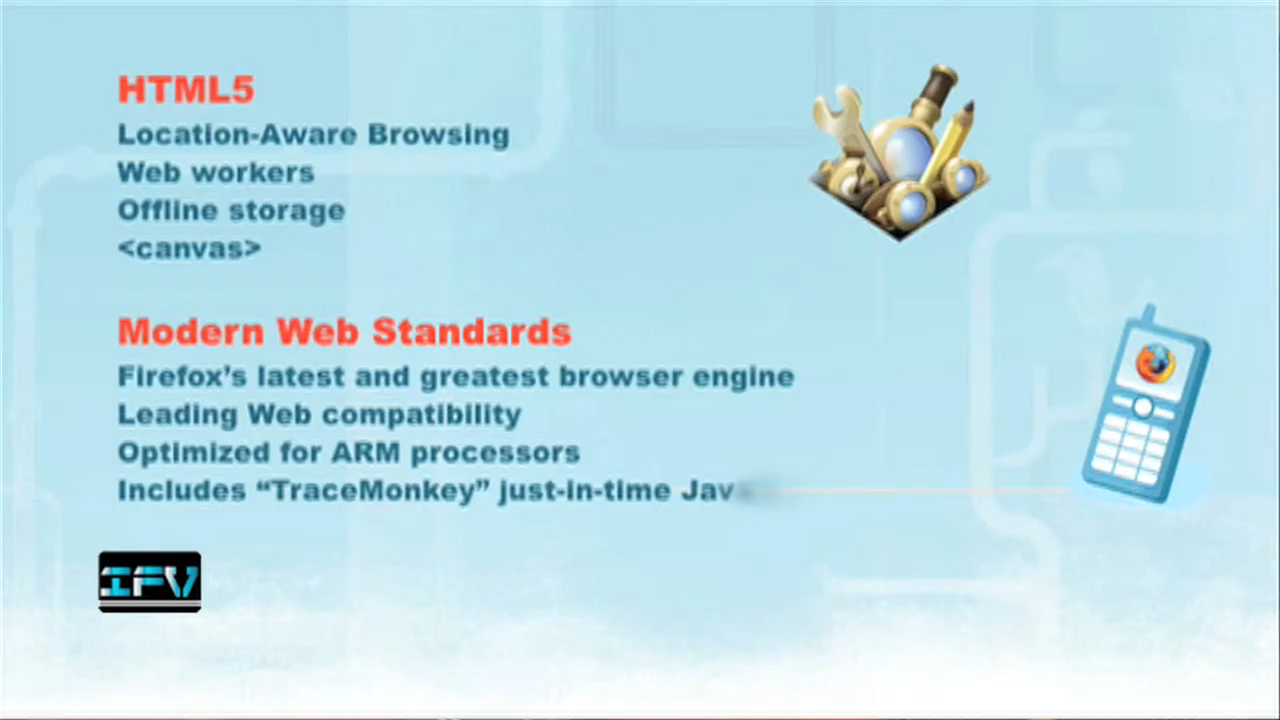 HTML5
Location-Aware Browsing
Web workers
Offline storage
<canvas>
Modern Web Standards
Firefox’s latest and greatest browser engine
Leading Web compatibility
Optimized for ARM processors
Includes “TraceMonkey” just-in-time Jav
IFV